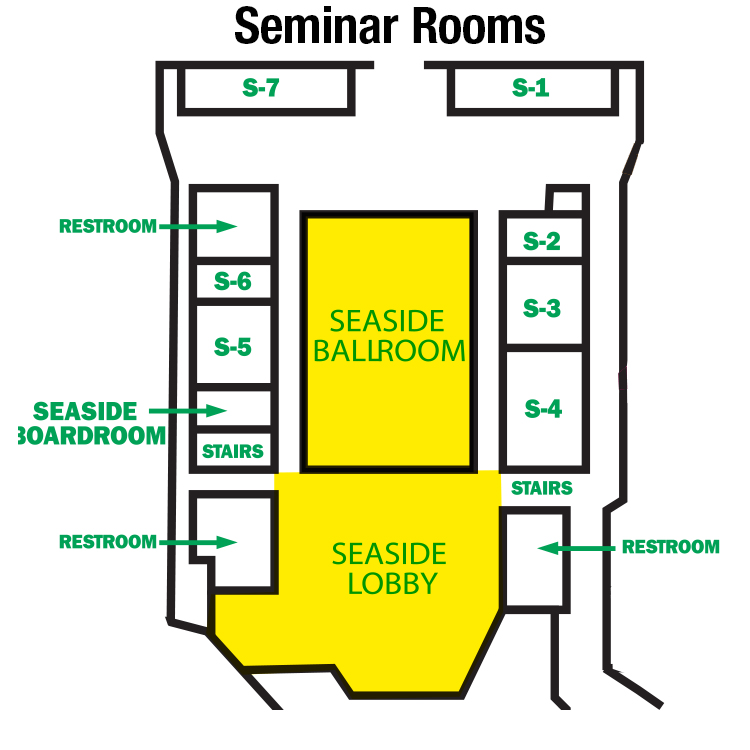 Seminar Rooms
S-7
S-1
RESTROOM
S-2
S-6
S-3
SEASIDE
BALLROOM
S-5
SEASIDE
BOARDROOM
S-4
STAIRS
STAIRS
RESTROOM
SEASIDE
LOBBY
RESTROOM